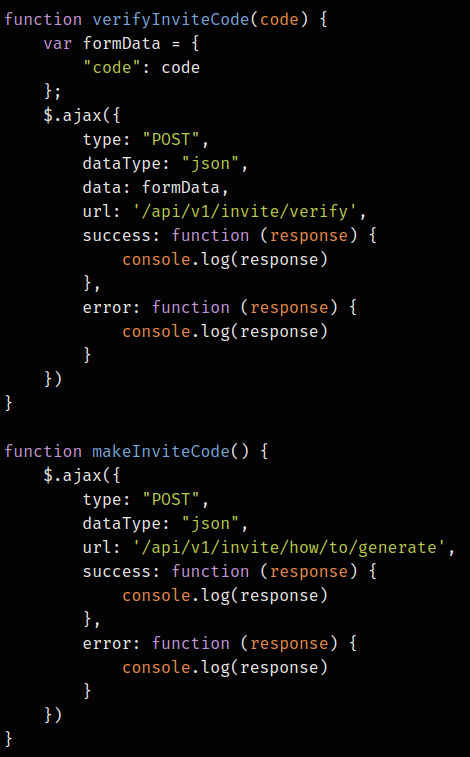 function verifyInviteCode(code) {
    var formData = {
        "code": code
    };
    $.ajax({
        type: "POST",
        dataType: "json",
        data: formData,
        url: '/api/v1/invite/verify',
        success: function (response) {
            console.log(response)
        },
        error: function (response) {
            console.log(response)
        }
    })
}

function makeInviteCode() {
    $.ajax({
        type: "POST",
        dataType: "json",
        url: '/api/v1/invite/how/to/generate',
        success: function (response) {
            console.log(response)
        },
        error: function (response) {
            console.log(response)
        }
    })
}